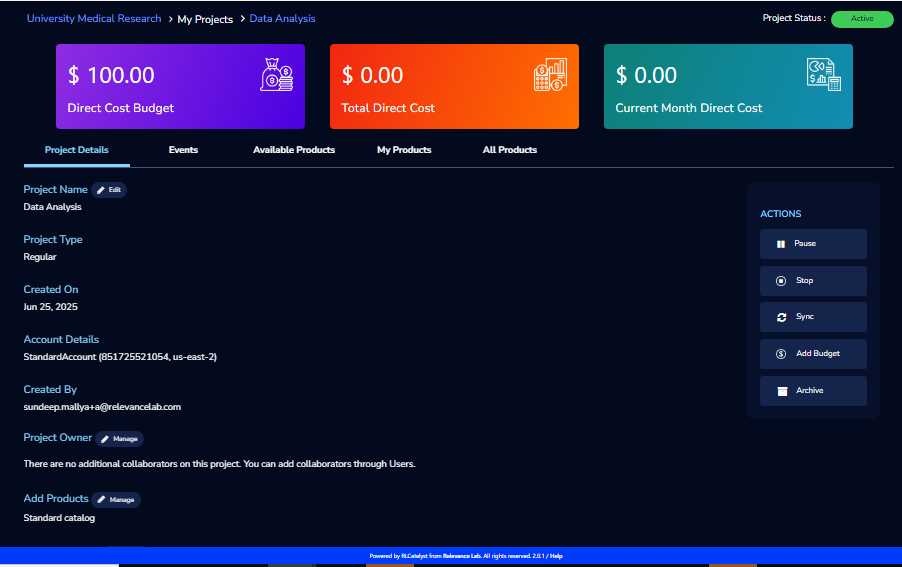 University Medical Research > My Projects > Data Analysis
Project Status : Active
$ 100.00
Direct Cost Budget
$ 0.00
Total Direct Cost
$ 0.00
Current Month Direct Cost
Project Details Events Available Products My Products All Products
Project Name Edit
Data Analysis
Project Type
Regular
Created On
Jun 25, 2025
Account Details
StandardAccount (851725521054, us-east-2)
Created By
sundeep.mallya+a@relevancelab.com
Project Owner Manage
There are no additional collaborators on this project. You can add collaborators through Users.
Add Products Manage
Standard catalog
ACTIONS
Pause
Stop
Sync
Add Budget
Archive
Powered by RLCatalyst from Relevance Lab. All rights reserved. 2.0.1 / Help